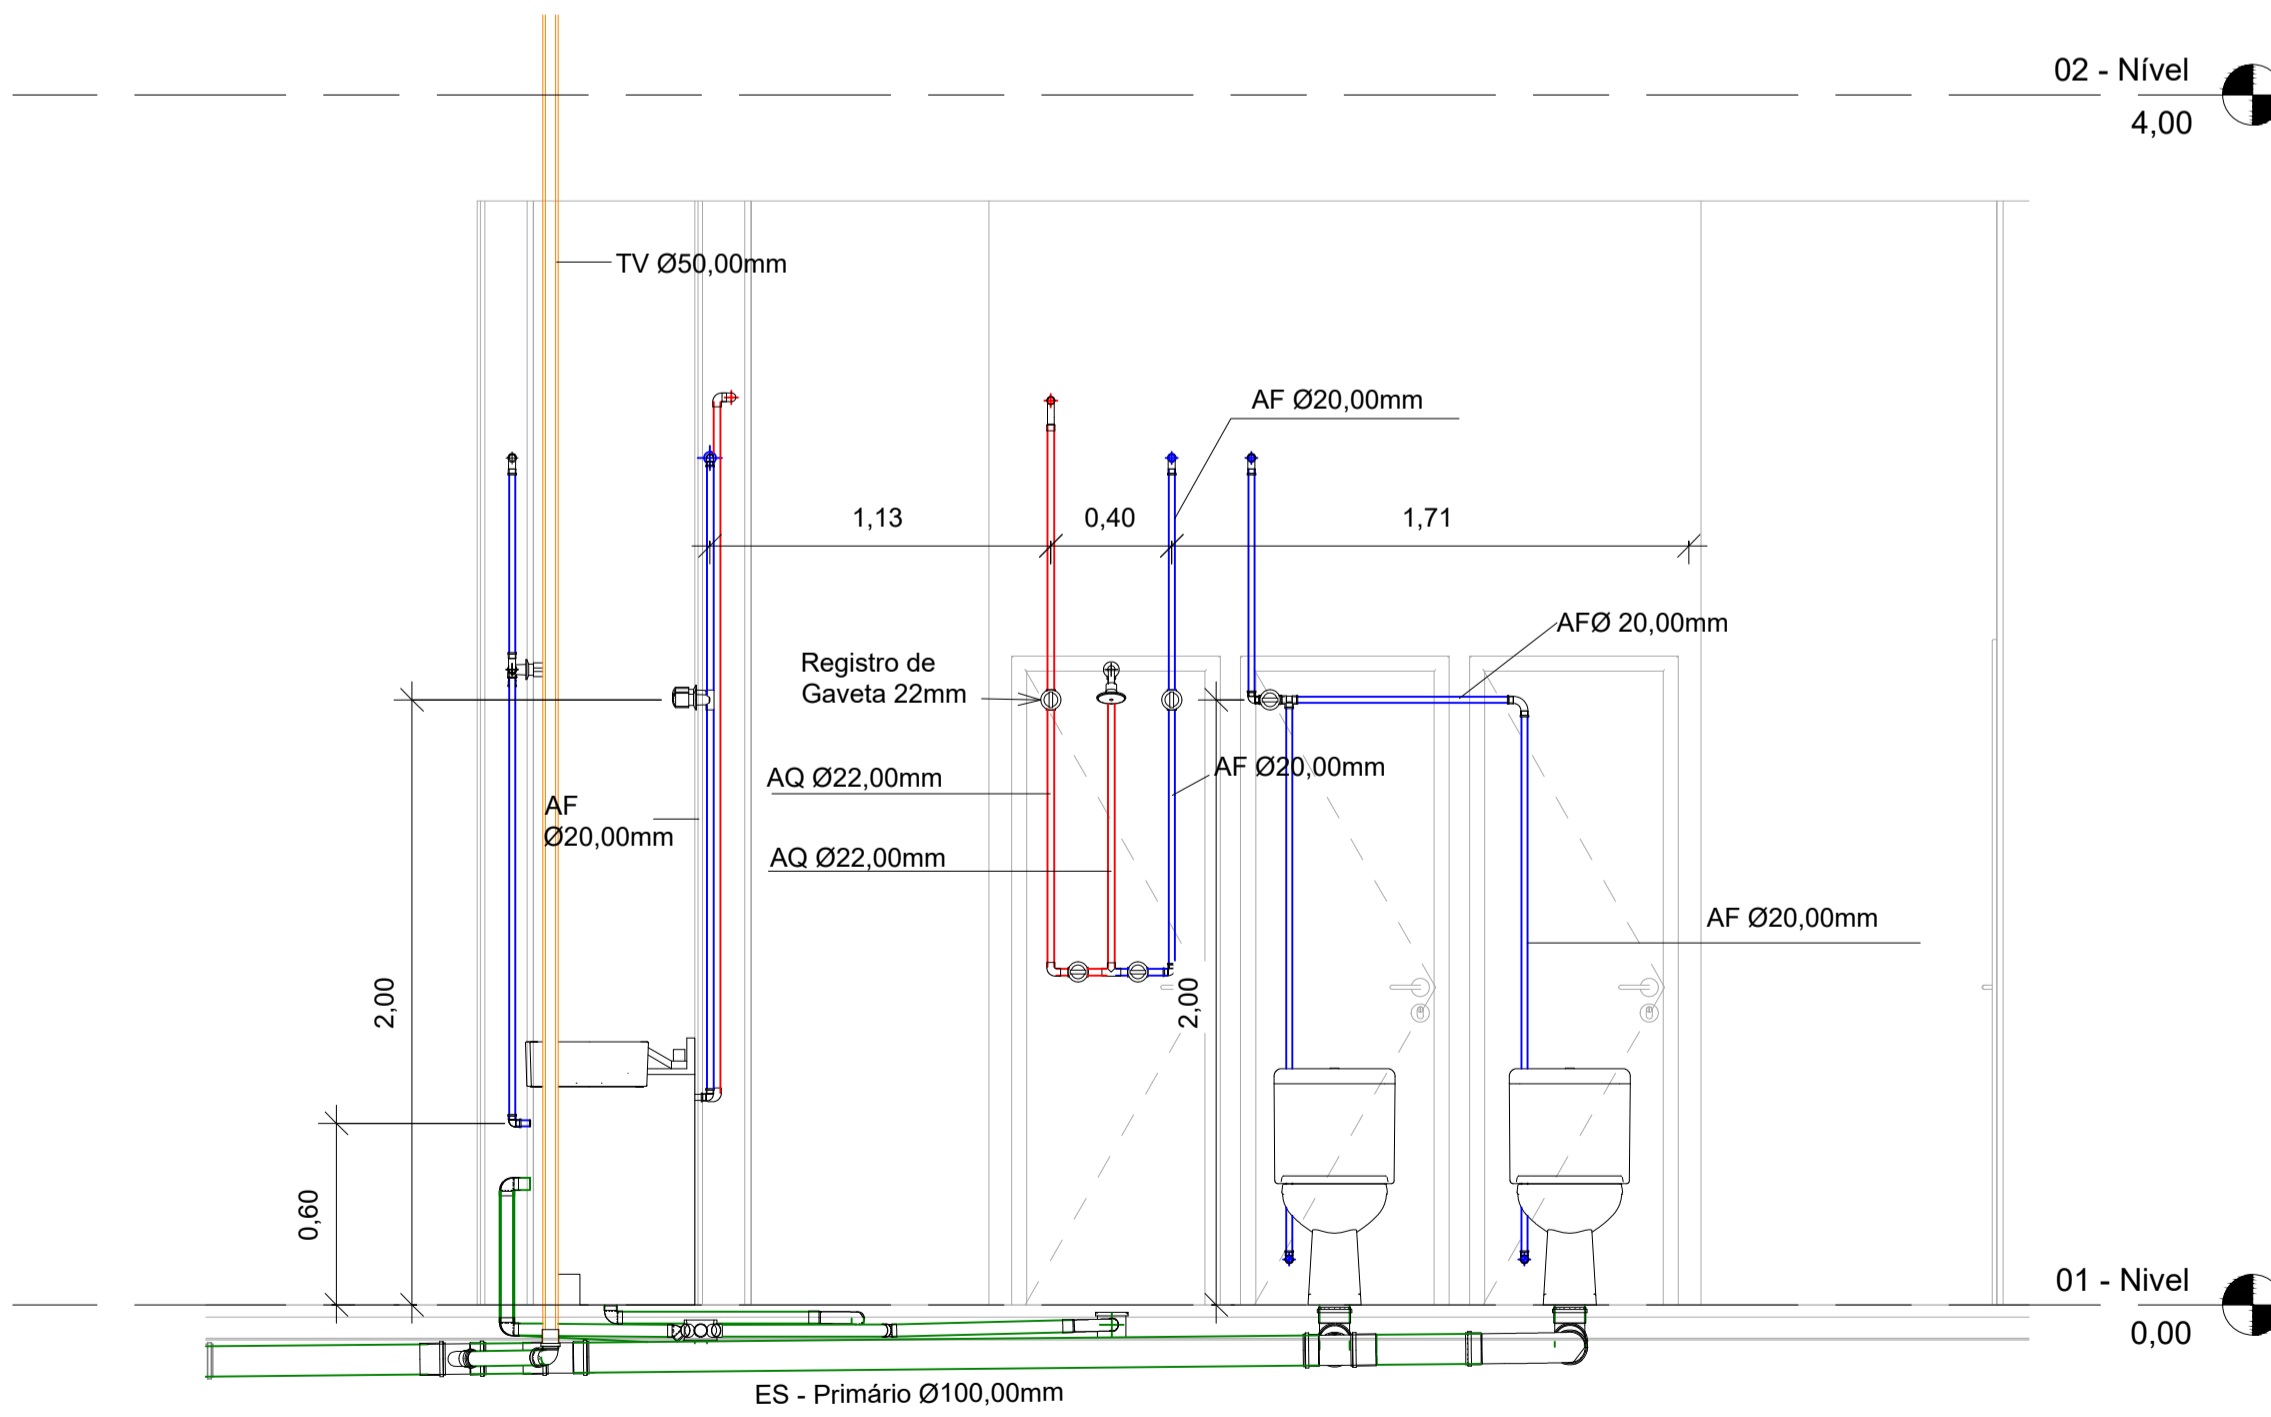 02 - Nível
4,00
TV Ø50,00mm
AF Ø20,00mm
1,13
0,40
1,71
AFØ 20,00mm
Registro de
Gaveta 22mm
AQ Ø22,00mm
AF Ø20,00mm
AF
Ø20,00mm
AQ Ø22,00mm
AF Ø20,00mm
2,00
2,00
0,60
01 - Nivel
0,00
ES - Primário Ø100,00mm